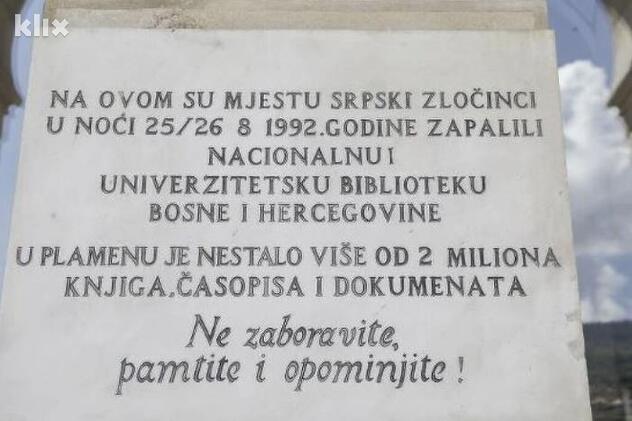 klix
NA OVOM SU MJESTU SRPSKI ZLOČINCI
U NOĆI 25/26 8 1992.GODINE ZAPALILI
NACIONALNU I
UNIVERZITETSKU BIBLIOTEKU
BOSNE I HERCEGOVINE
U PLAMENU JE NESTALO VIŠE OD 2 MILIONA
KNJIGA,ČASOPISA I DOKUMENATA
Ne zaboravite,
pamtite i opominjite !